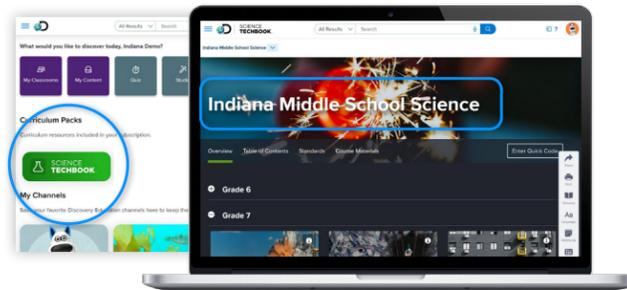 All Results
Search
What would you like to discover today, Indiana Demo?
My Classrooms
My Content
Quiz
Curriculum Packs
Curriculum resources included in your subscription.
SCIENCE
TECHBOOK
My Channels
SCIENCE
TECHBOOK
All Results
Search
Indiana Middle School Science
Indiana Middle School Science
Overview
Table of Contents
Standards
Course Materials
Enter Quick Code
Grade 6
Grade 7